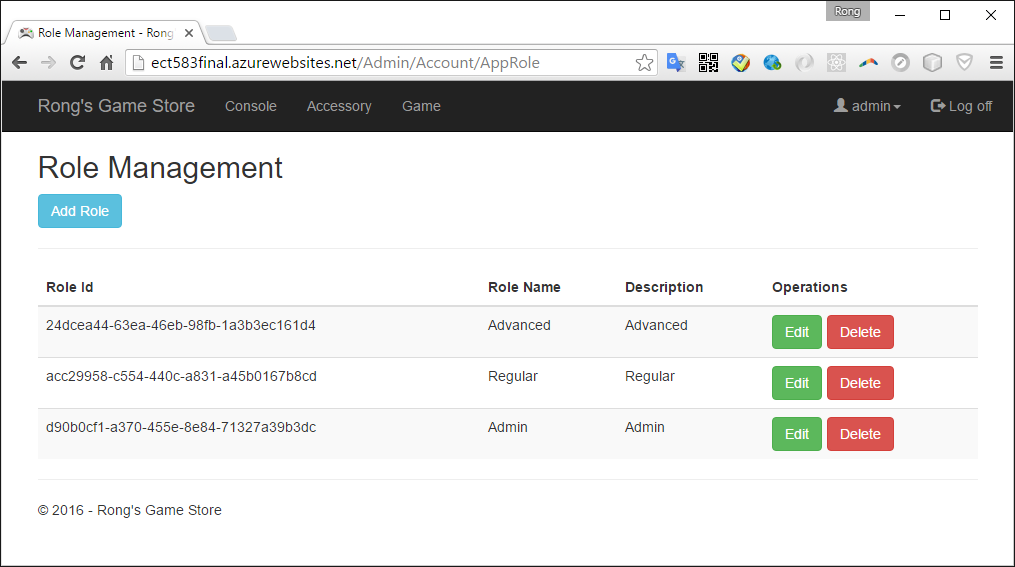 Rong
Role Management - Rong
ect583final.azurewebsites.net/Admin/Account/AppRole
Rong's Game Store Console Accessory Game admin Log off
Role Management
Add Role
Role Id Role Name Description Operations
24dcea44-63ea-46eb-98fb-1a3b3ec161d4 Advanced Advanced Edit Delete
acc29958-c554-440c-a831-a45b0167b8cd Regular Regular Edit Delete
d90b0cf1-a370-455e-8e84-71327a39b3dc Admin Admin Edit Delete
© 2016 - Rong's Game Store